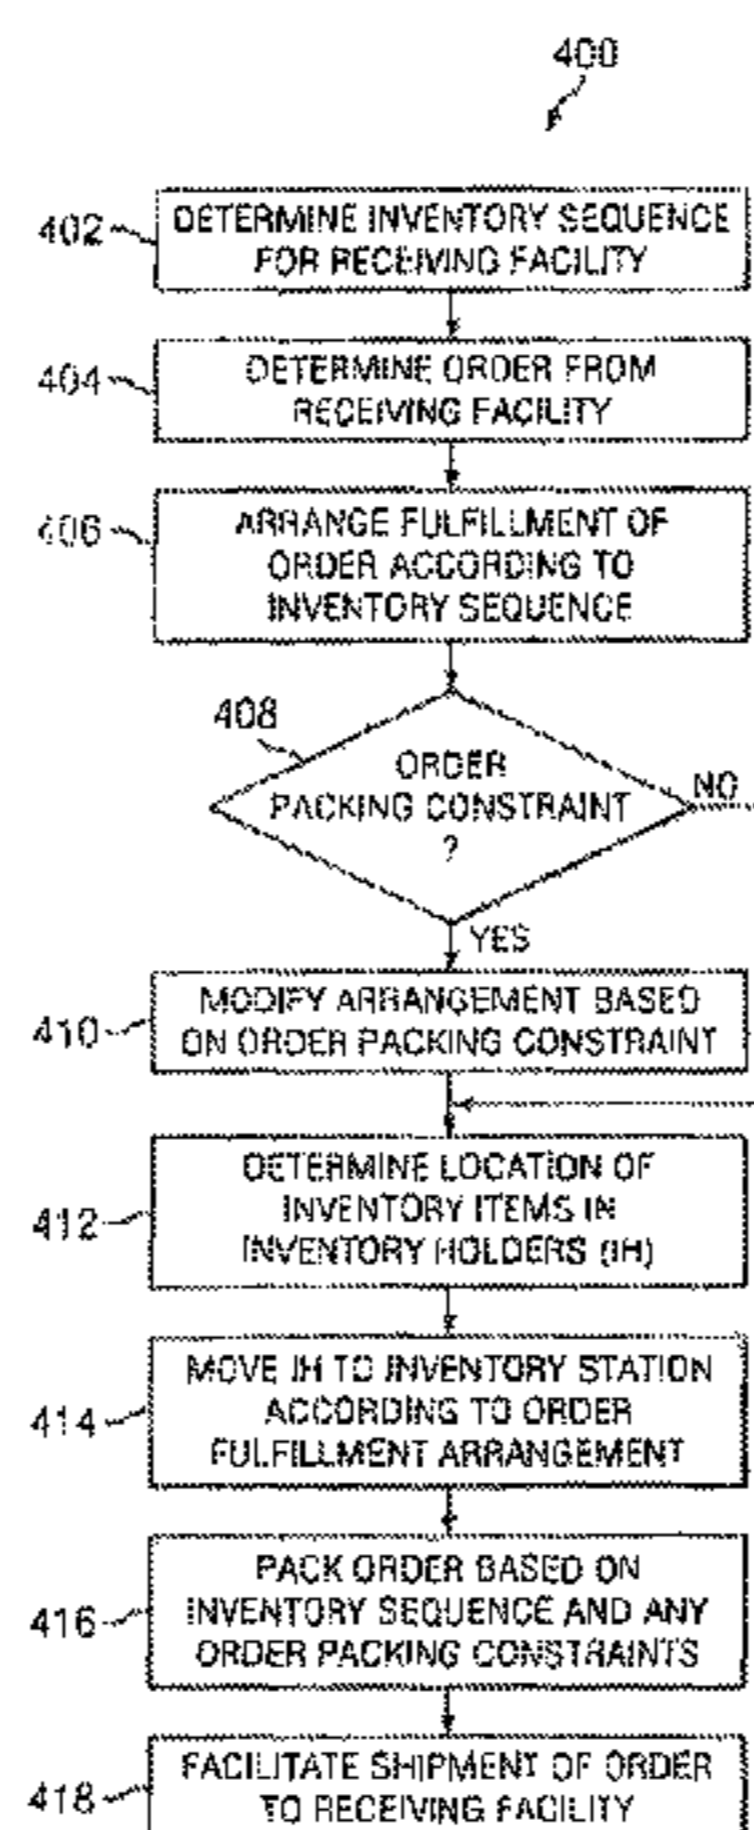 400
402
DETERMINE INVENTORY SEQUENCE
FOR RECEIVING FACILITY
404
DETERMINE ORDER FROM
RECEIVING FACILITY
406
ARRANGE FULFILLMENT OF
ORDER ACCORDING TO
INVENTORY SEQUENCE
408
ORDER
PACKING CONSTRAINT
?
NO
YES
410
MODIFY ARRANGEMENT BASED
ON ORDER PACKING CONSTRAINT
412
DETERMINE LOCATION OF
INVENTORY ITEMS IN
INVENTORY HOLDERS (IH)
414
MOVE IH TO INVENTORY STATION
ACCORDING TO ORDER
FULFILLMENT ARRANGEMENT
416
PACK ORDER BASED ON
INVENTORY SEQUENCE AND ANY
ORDER PACKING CONSTRAINTS
418
FACILITATE SHIPMENT OF ORDER
TO RECEIVING FACILITY